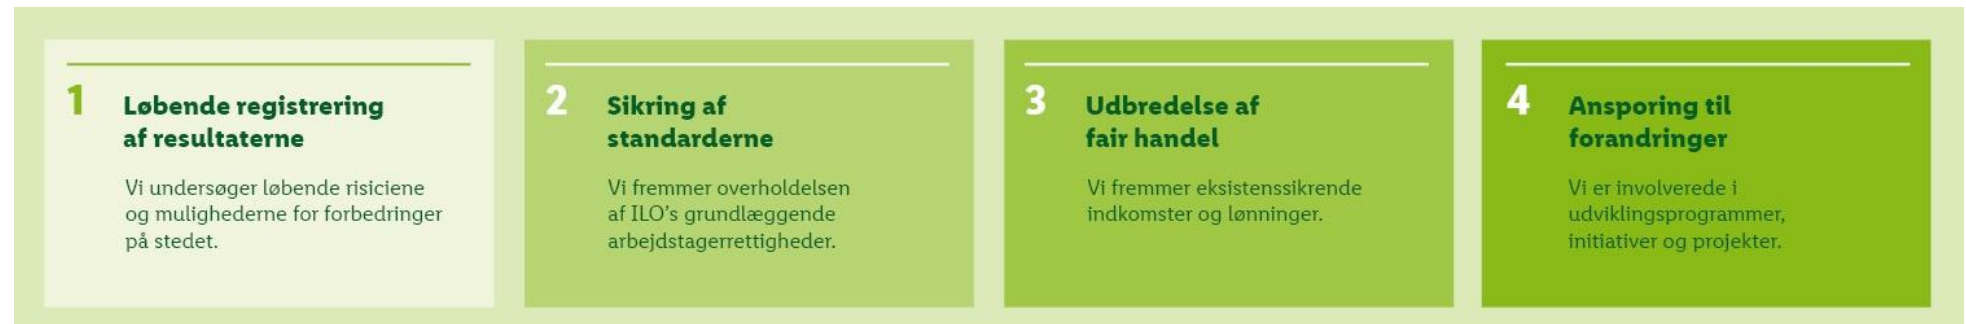 1
Løbende registrering
af resultaterne
Vi undersøger løbende risiciene
og mulighederne for forbedringer
på stedet.
2
Sikring af
standarderne
Vi fremmer overholdelsen
af ILO’s grundlæggende
arbejdstagerrettigheder.
3
Udbredelse af
fair handel
Vi fremmer eksistenssikrende
indkomster og lønninger.
4
Ansporing til
forandringer
Vi er involverede i
udviklingsprogrammer,
initiativer og projekter.